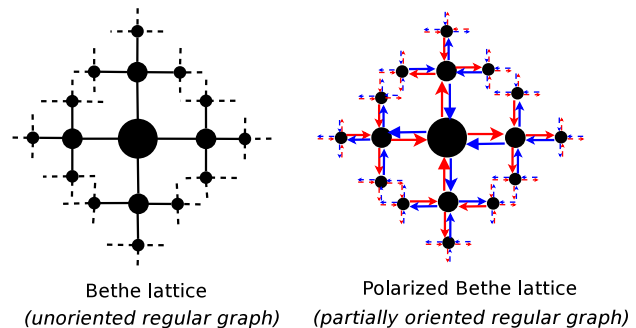 Bethe lattice
(unoriented regular graph)
Polarized Bethe lattice
(partially oriented regular graph)